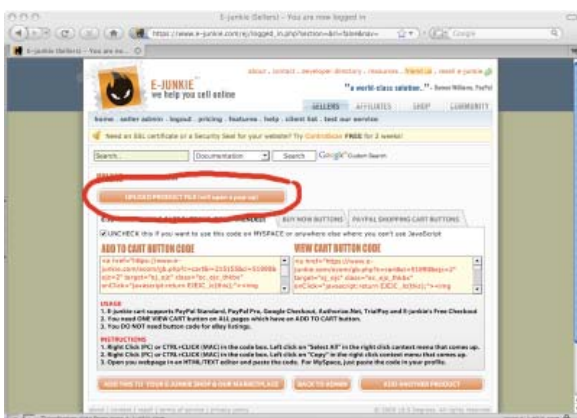 E-junkie (Sellers) - You are now logged in
E-junkie (Sellers) - You are no...
Google
about . contact . developer directory . resources . friend us . need e-junkie
E-JUNKIE
we help you sell online
"a world-class solution.."
SELLERS AFFILIATES SHOP COMMUNITY
home . seller admin . logout . pricing . features . help . client list . test our service
Need an SSL certificate or a Security Seal for your website? Try ControlScan FREE for 2 weeks!
Search... Documentation Search Google Custom Search
UPLOAD PRODUCT FILE (will open a pop up)
BUY NOW BUTTONS PAYPAL SHOPPING CART BUTTONS
UNCHECK this if you want to use this code on MYSPACE or anywhere else where you can't use JavaScript
ADD TO CART BUTTON CODE VIEW CART BUTTON CODE
USAGE
1. E-junkie cart supports PayPal Standard, PayPal Pro, Google Checkout, Authorize.Net, TrialPay and E-junkie's Free Checkout
2. You need ONE VIEW CART button on ALL pages which have an ADD TO CART button.
3. You DO NOT need button code for eBay listings.
INSTRUCTIONS
1. Right Click (PC) or CTRL+CLICK (MAC) in the code box. Left click on "Select All" in the right click context menu that comes up.
2. Right Click (PC) or CTRL+CLICK (MAC) in the code box. Left click on "Copy" in the right click context menu that comes up.
3. Open you webpage in an HTML/TEXT editor and paste. For MySpace, just paste the code in your profile.
ADD THIS TO YOUR E-JUNKIE SHOP & OUR MARKETPLACE BACK TO ADMIN ADD ANOTHER PRODUCT